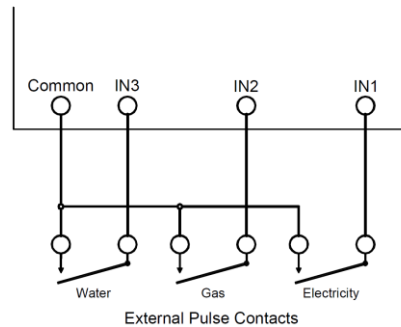 Common IN3 IN2 IN1
Water Gas Electricity
External Pulse Contacts